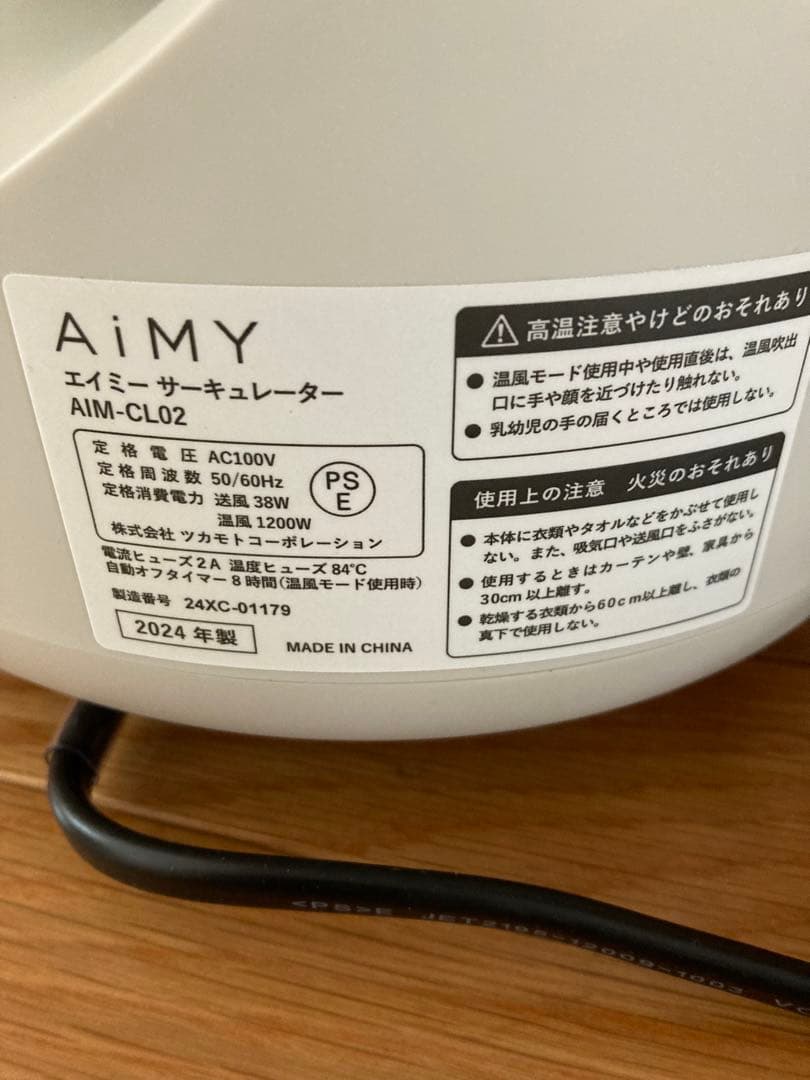 AiMY
エイミー サーキュレーター
AIM-CL02
定格電圧 AC100V
定格周波数 50/60Hz
定格消費電力 送風 38W
温風 1200W
PS
E
株式会社 ツカモトコーポレーション
電流ヒューズ2A 温度ヒューズ 84℃
自動オフタイマー 8 時間(温風モード使用時)
製造番号 24XC-01179
2024 年製
MADE IN CHINA
高温注意やけどのおそれあり
● 温風モード使用中や使用直後は、温風吹出
口に手や顔を近づけたり触れない。
● 乳幼児の手の届くところでは使用しない。
使用上の注意 火災のおそれあり
● 本体に衣類やタオルなどをかぶせて使用し
ない。また、吸気口や送風口をふさがない。
● 使用するときはカーテンや壁、家具から
30cm 以上離す。
● 乾燥する衣類から60cm以上離し、衣類の
真下で使用しない。
<PS>E JET2198-12009-1003